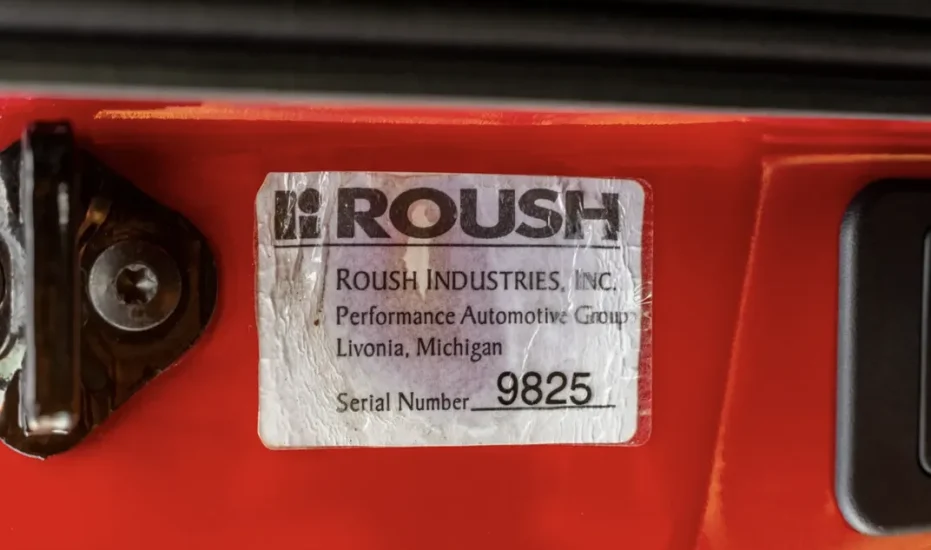 ROUSH
ROUSH INDUSTRIES, INC.
Performance Automotive Group
Livonia, Michigan
Serial Number 9825